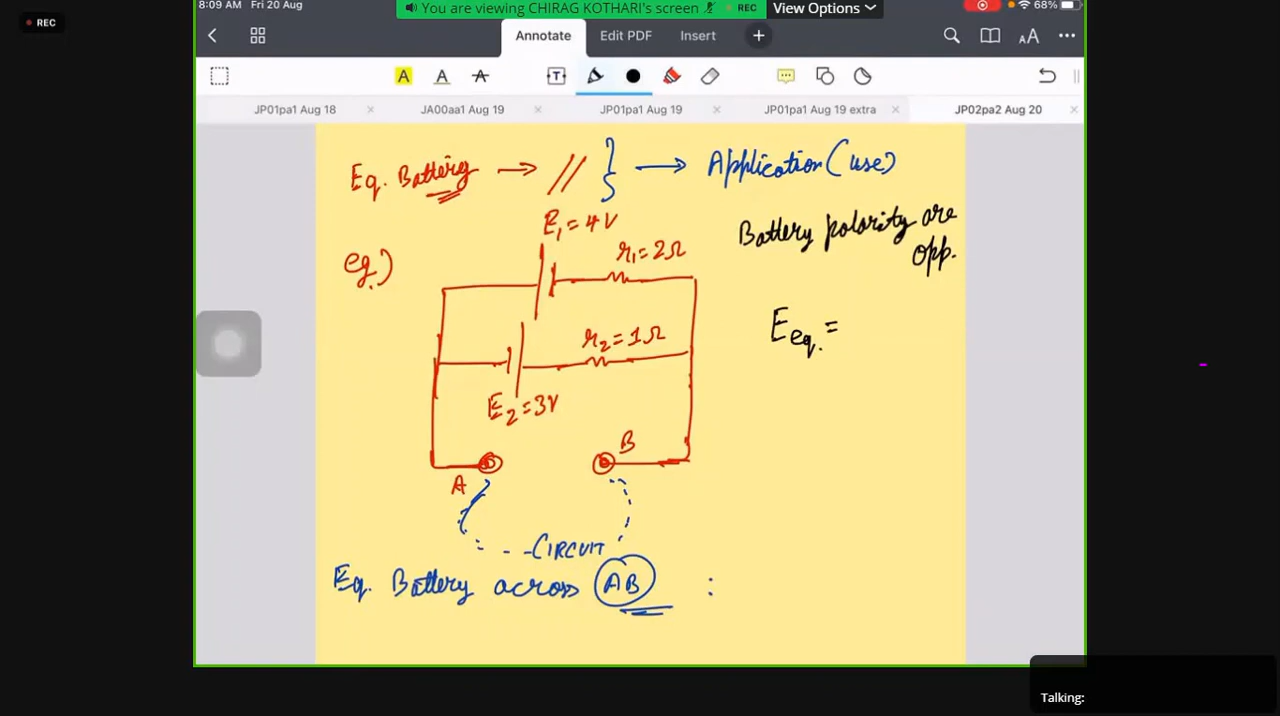 8:09 AM Fri 20 Aug
You are viewing CHIRAG KOTHARI's screen
REC
View Options
68%
REC
Annotate
Edit PDF
Insert
AA
A A A T
JP01pa1 Aug 18
JA00aa1 Aug 19
JP01pa1 Aug 19
JP01pa1 Aug 19 extra
JP02pa2 Aug 20
Eq. Battery → // } → Application (use)
E₁ = 4V
Battery polarity are
opp.
eg.)
r₁ = 2Ω
E eq. =
r₂ = 1Ω
E₂ = 3V
B
A
CIRCUIT
Eq. Battery across AB :
Talking: